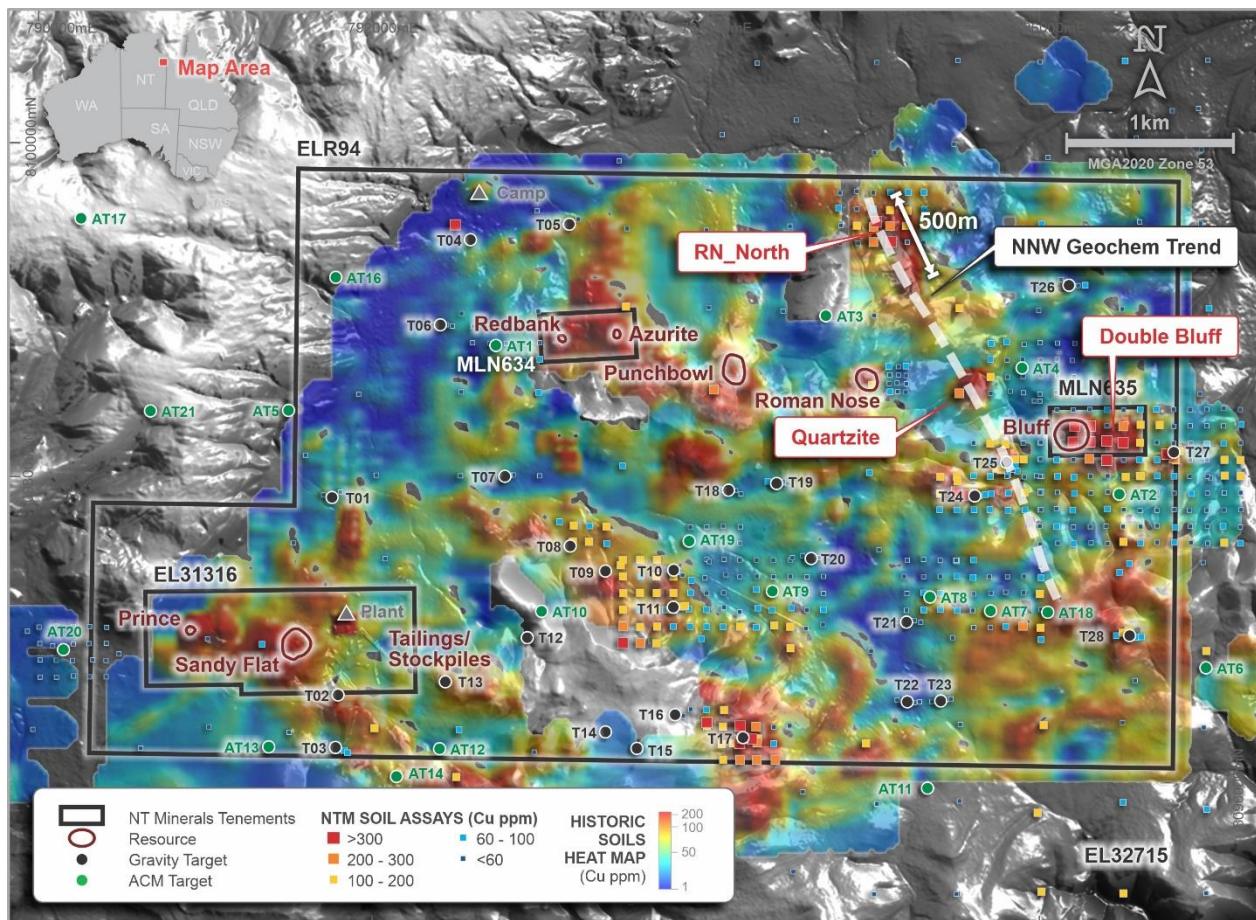 790000mE
792000mE
8100000mN
Map Area
NT
WA
QLD
SA
NSW
VIC
TAS
N
1km
MGA2020 Zone 53
ELR94
Camp
AT17
T04
T05
RN_North
500m
NNW Geochem Trend
AT16
T26
T06
Redbank
Azurite
AT3
AT1
MLN634
Punchbowl
Roman Nose
Double Bluff
AT4
MLN635
AT21
AT5
Quartzite
Bluff
T25
T27
T07
T18
T19
T24
AT2
T01
T08
AT19
T20
EL31316
T09
T10
AT9
AT8
AT7
AT18
T11
AT10
Prince
Plant
T21
T28
AT20
Sandy Flat
Tailings/
Stockpiles
T12
AT6
T13
T02
T22
T23
T16
T14
T17
AT13
T03
AT12
T15
AT14
AT11
NT Minerals Tenements
Resource
Gravity Target
ACM Target
NTM SOIL ASSAYS (Cu ppm)
>300
200 - 300
100 - 200
60 - 100
<60
HISTORIC
SOILS
HEAT MAP
(Cu ppm)
200
100
50
1
EL32715